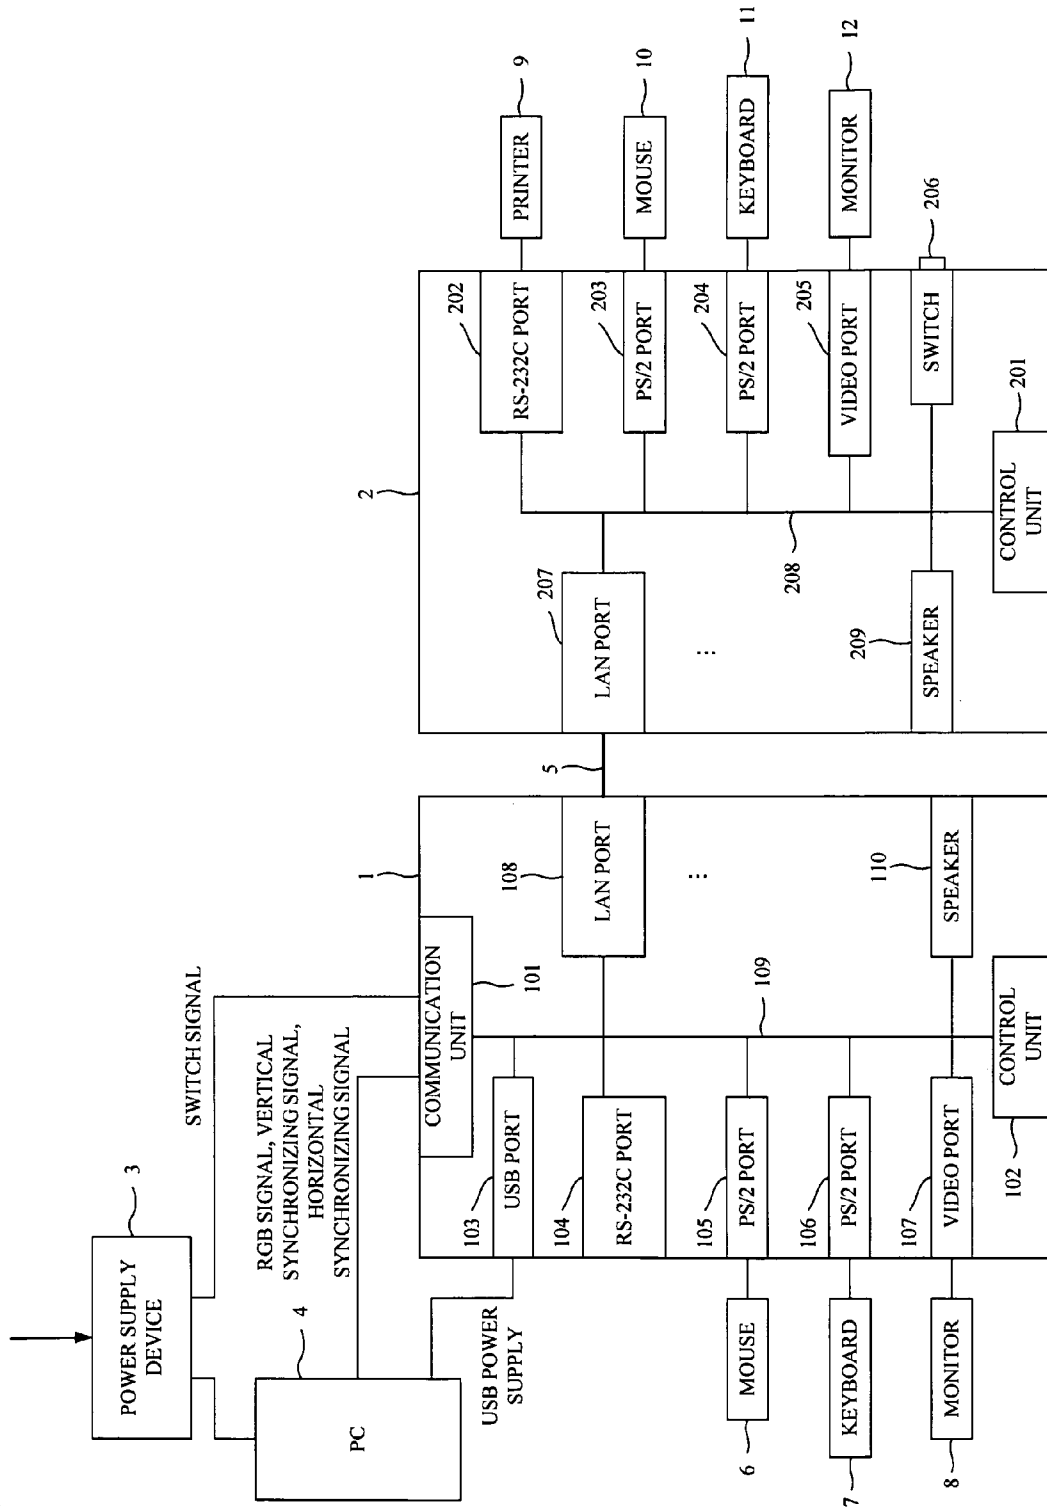 POWER SUPPLY
DEVICE
3
SWITCH SIGNAL
PC
4
RGB SIGNAL, VERTICAL
SYNCHRONIZING SIGNAL,
HORIZONTAL
SYNCHRONIZING SIGNAL
USB POWER
SUPPLY
1
COMMUNICATION
UNIT
101
103
USB PORT
104
RS-232C PORT
105
PS/2 PORT
106
PS/2 PORT
107
VIDEO PORT
102
CONTROL
UNIT
108
LAN PORT
...
109
110
SPEAKER
6
MOUSE
7
KEYBOARD
8
MONITOR
5
2
207
LAN PORT
...
208
209
SPEAKER
201
CONTROL
UNIT
202
RS-232C PORT
203
PS/2 PORT
204
PS/2 PORT
205
VIDEO PORT
SWITCH
206
PRINTER
9
MOUSE
10
KEYBOARD
11
MONITOR
12